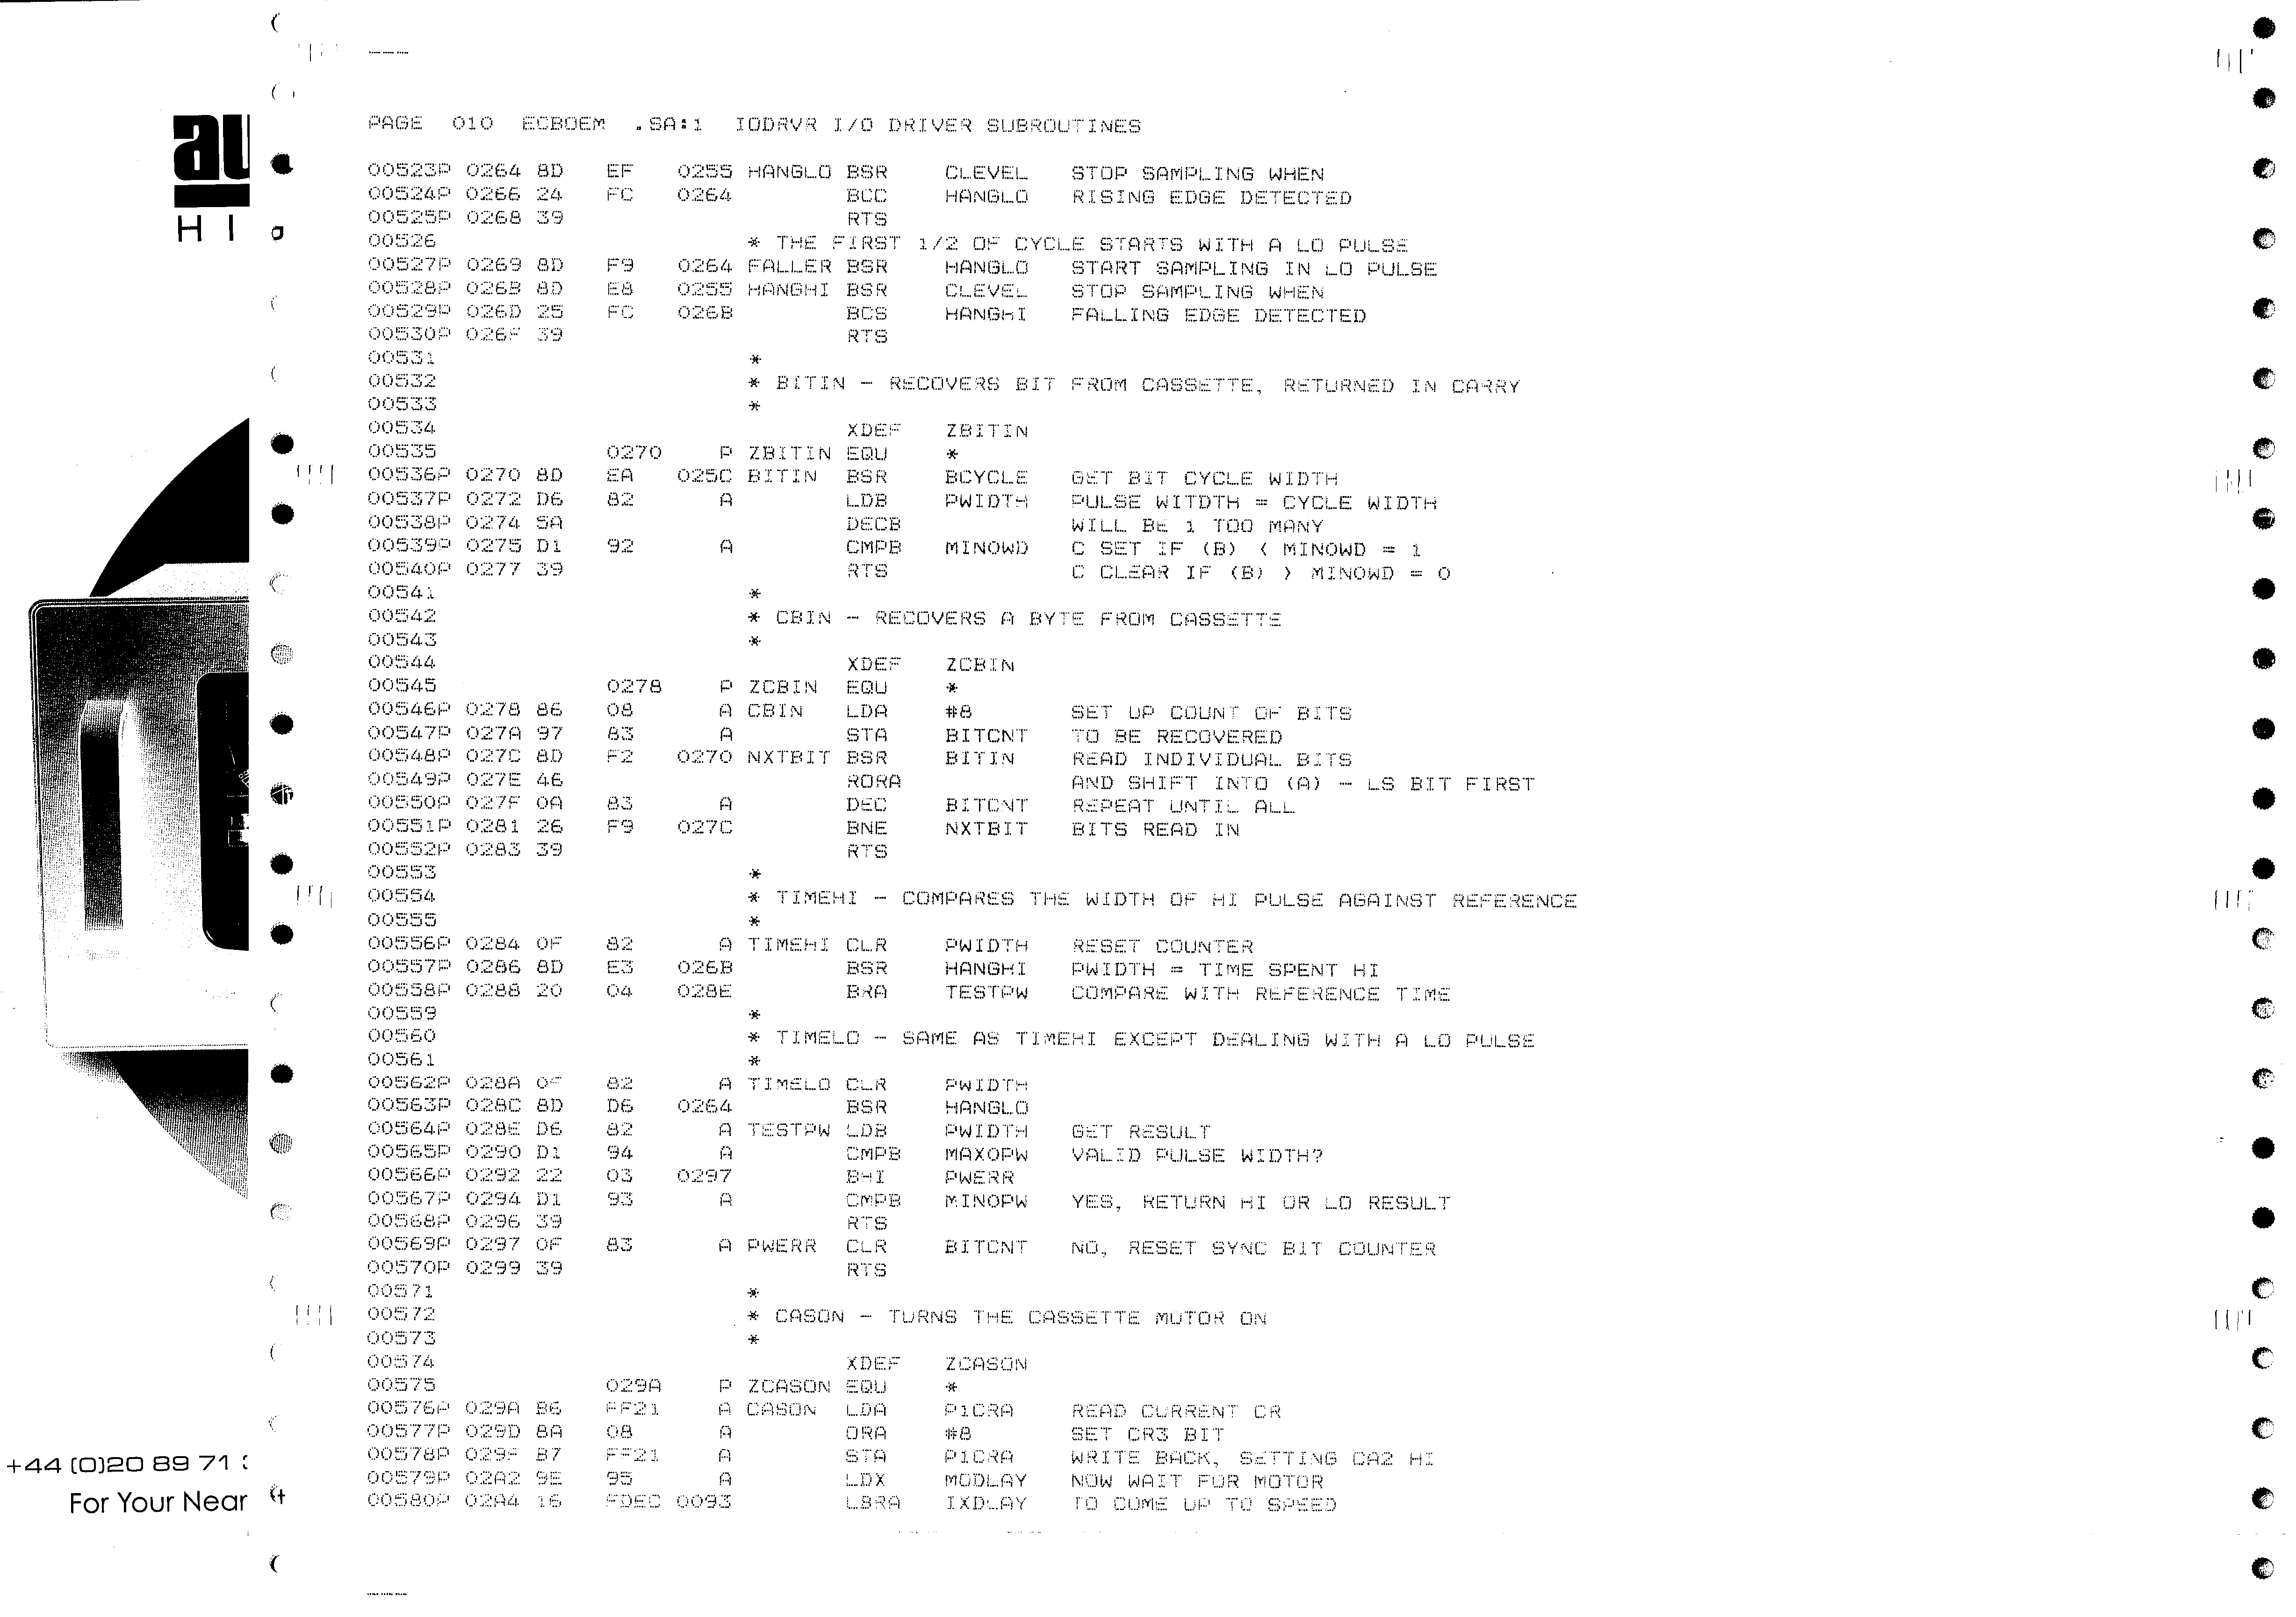 PAGE  010  ECBOEM  .SA:1  IODRVR I/O DRIVER SUBROUTINES
00523P 0264 8D   EF   0255 HANGLO BSR    CLEVEL   STOP SAMPLING WHEN
00524P 0266 24   FC   0264        BCC    HANGLO   RISING EDGE DETECTED
00525P 0268 39                    RTS
00526                      * THE FIRST 1/2 OF CYCLE STARTS WITH A LO PULSE
00527P 0269 8D   F9   0264 FALLER BSR    HANGLO   START SAMPLING IN LO PULSE
00528P 026B 8D   E8   0255 HANGHI BSR    CLEVEL   STOP SAMPLING WHEN
00529P 026D 25   FC   026B        BCS    HANGHI   FALLING EDGE DETECTED
00530P 026F 39                    RTS
00531                      *
00532                      * BITIN - RECOVERS BIT FROM CASSETTE, RETURNED IN CARRY
00533                      *
00534                             XDEF   ZBITIN
00535            0270    P ZBITIN EQU    *
00536P 0270 8D   EA   025C BITIN  BSR    BCYCLE   GET BIT CYCLE WIDTH
00537P 0272 D6   82      A        LDB    PWIDTH   PULSE WITDTH = CYCLE WIDTH
00538P 0274 5A                    DECB            WILL BE 1 TOO MANY
00539P 0275 D1   92      A        CMPB   MINOWD   C SET IF (B) < MINOWD = 1
00540P 0277 39                    RTS             C CLEAR IF (B) > MINOWD = 0
00541                      *
00542                      * CBIN - RECOVERS A BYTE FROM CASSETTE
00543                      *
00544                             XDEF   ZCBIN
00545            0278    P ZCBIN  EQU    *
00546P 0278 86   08      A CBIN   LDA    #8       SET UP COUNT OF BITS
00547P 027A 97   83      A        STA    BITCNT   TO BE RECOVERED
00548P 027C 8D   F2   0270 NXTBIT BSR    BITIN    READ INDIVIDUAL BITS
00549P 027E 46                    RORA            AND SHIFT INTO (A) - LS BIT FIRST
00550P 027F 0A   83      A        DEC    BITCNT   REPEAT UNTIL ALL
00551P 0281 26   F9   027C        BNE    NXTBIT   BITS READ IN
00552P 0283 39                    RTS
00553                      *
00554                      * TIMEHI - COMPARES THE WIDTH OF HI PULSE AGAINST REFERENCE
00555                      *
00556P 0284 0F   82      A TIMEHI CLR    PWIDTH   RESET COUNTER
00557P 0286 8D   E3   026B        BSR    HANGHI   PWIDTH = TIME SPENT HI
00558P 0288 20   04   028E        BRA    TESTPW   COMPARE WITH REFERENCE TIME
00559                      *
00560                      * TIMELO - SAME AS TIMEHI EXCEPT DEALING WITH A LO PULSE
00561                      *
00562P 028A 0F   82      A TIMELO CLR    PWIDTH
00563P 028C 8D   D6   0264        BSR    HANGLO
00564P 028E D6   82      A TESTPW LDB    PWIDTH   GET RESULT
00565P 0290 D1   94      A        CMPB   MAXOPW   VALID PULSE WIDTH?
00566P 0292 22   03   0297        BHI    PWERR
00567P 0294 D1   93      A        CMPB   MINOPW   YES, RETURN HI OR LO RESULT
00568P 0296 39                    RTS
00569P 0297 0F   83      A PWERR  CLR    BITCNT   NO, RESET SYNC BIT COUNTER
00570P 0299 39                    RTS
00571                      *
00572                      * CASON - TURNS THE CASSETTE MOTOR ON
00573                      *
00574                             XDEF   ZCASON
00575            029A    P ZCASON EQU    *
00576P 029A B6   FF21    A CASON  LDA    P1CRA    READ CURRENT CR
00577P 029D 8A   08      A        ORA    #8       SET CR3 BIT
00578P 029F B7   FF21    A        STA    P1CRA    WRITE BACK, SETTING CA2 HI
00579P 02A2 9E   95      A        LDX    MODLAY   NOW WAIT FOR MOTOR
00580P 02A4 16   FDEC 0093        LBRA   IXDLAY   TO COME UP TO SPEED
au
HI
+44 (0)20 89 71
For Your Near